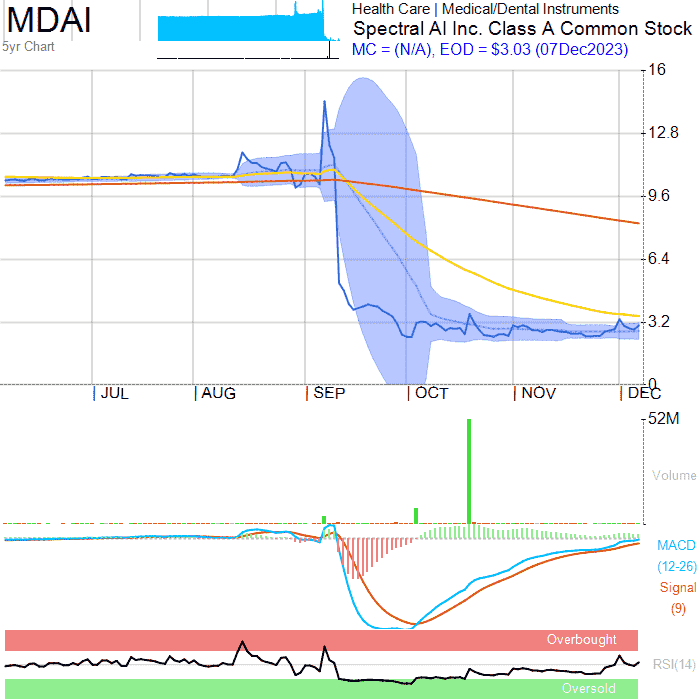 MDAI
5yr Chart
Health Care | Medical/Dental Instruments
Spectral AI Inc. Class A Common Stock
MC = (N/A), EOD = $3.03 (07Dec2023)
16
12.8
9.6
6.4
3.2
0
JUL
AUG
SEP
OCT
NOV
DEC
52M
Volume
MACD
(12-26)
Signal
(9)
Overbought
RSI(14)
Oversold